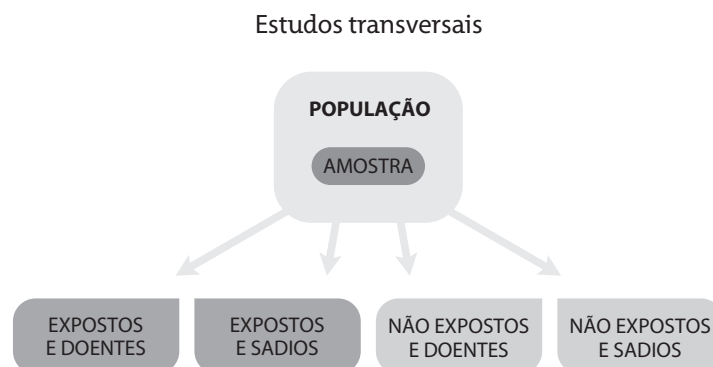 Estudos transversais
POPULAÇÃO
AMOSTRA
EXPOSTOS
E DOENTES
EXPOSTOS
E SADIOS
NÃO EXPOSTOS
E DOENTES
NÃO EXPOSTOS
E SADIOS